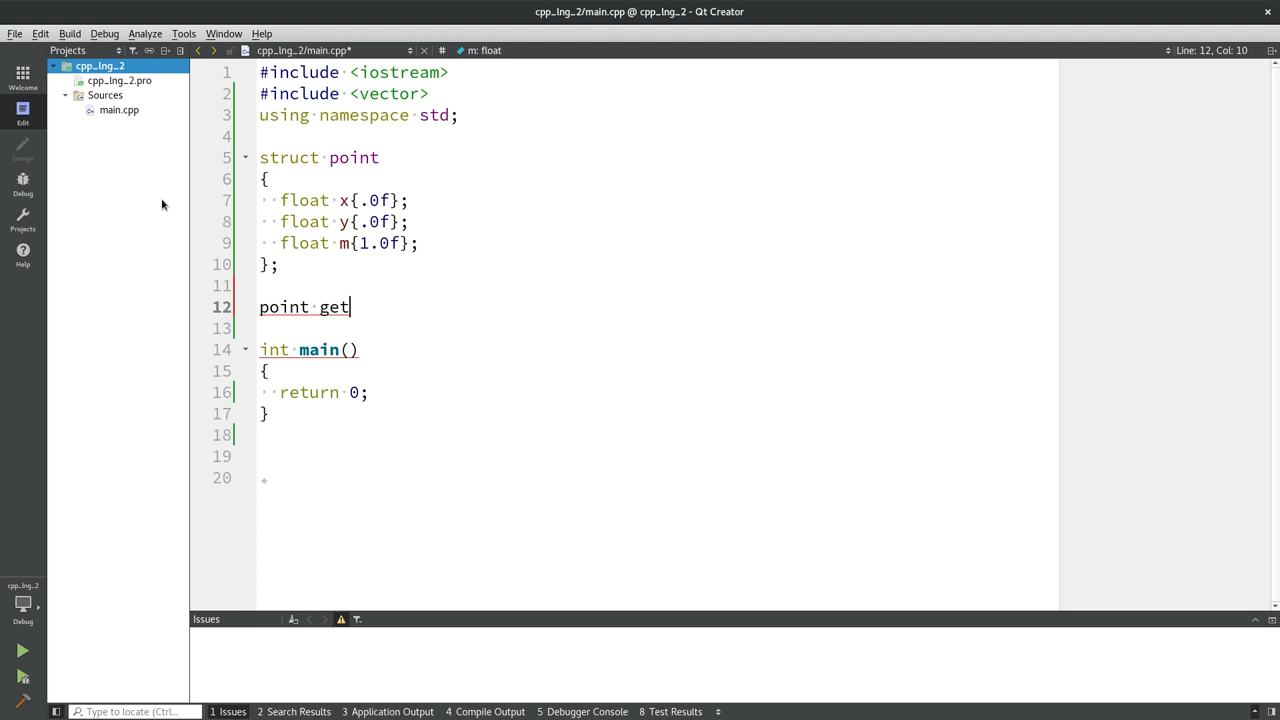 cpp_lng_2/main.cpp @ cpp_lng_2 - Qt Creator
File Edit Build Debug Analyze Tools Window Help
Projects cpp_lng_2/main.cpp* # m: float Line: 12, Col: 10
cpp_lng_2
cpp_lng_2.pro
Sources
main.cpp
Welcome
Edit
Design
Debug
Projects
Help
cpp_lng_2
Debug
1 #include <iostream>
2 #include <vector>
3 using namespace std;
4
5 struct point
6 {
7 float x{.0f};
8 float y{.0f};
9 float m{1.0f};
10 };
11
12 point get
13
14 int main()
15 {
16 return 0;
17 }
18
19
20
Issues
Type to locate (Ctrl... 1 Issues 2 Search Results 3 Application Output 4 Compile Output 5 Debugger Console 8 Test Results